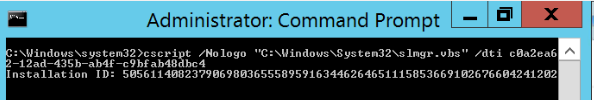 Administrator: Command Prompt
C:\Windows\system32>cscript /Nologo "C:\Windows\System32\slmgr.vbs" /dti c0a2ea6
2-12ad-435b-ab4f-c9bfab48dbc4
Installation ID: 505611408237906980365558959163446264651115853669102676604241202